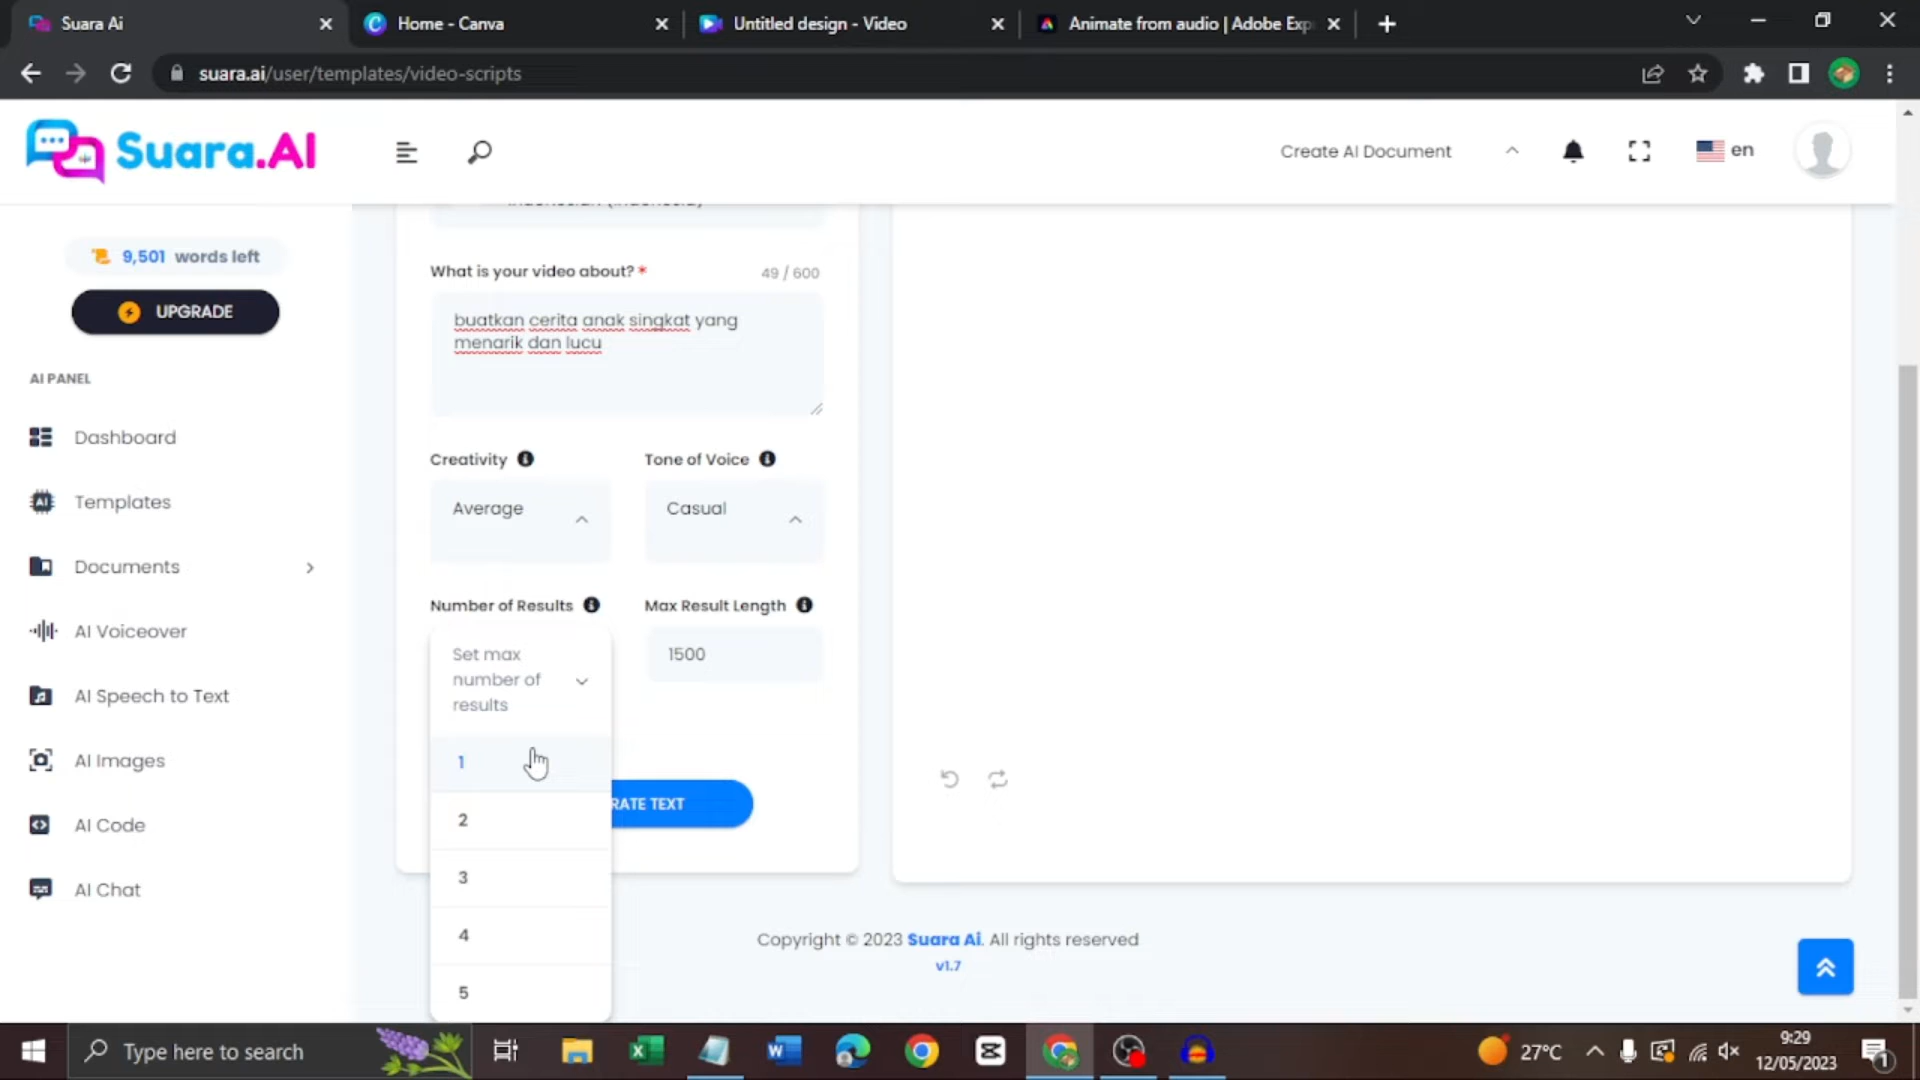 Suara Ai
Home - Canva
Untitled design - Video
Animate from audio | Adobe Exp
suara.ai/user/templates/video-scripts
Suara.AI
Create AI Document
en
9,501 words left
UPGRADE
AI PANEL
Dashboard
Templates
Documents
AI Voiceover
AI Speech to Text
AI Images
AI Code
AI Chat
Indonesian (Indonesia)
What is your video about? *
49 / 600
buatkan cerita anak singkat yang
menarik dan lucu
Creativity
Tone of Voice
Average
Casual
Number of Results
Max Result Length
Set max
number of
results
1500
1
2
3
4
5
RATE TEXT
Copyright © 2023 Suara Ai. All rights reserved
v1.7
Type here to search
27°C
9:29
12/05/2023
1